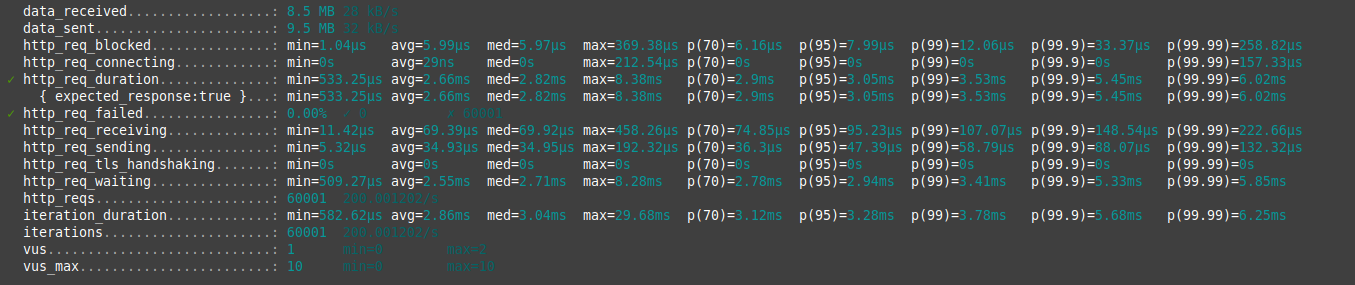 data_received..................: 8.5 MB 28 kB/s
data_sent......................: 9.5 MB 32 kB/s
http_req_blocked...............: min=1.04µs avg=5.99µs med=5.97µs max=369.38µs p(70)=6.16µs p(95)=7.99µs p(99)=12.06µs p(99.9)=33.37µs p(99.99)=258.82µs
http_req_connecting............: min=0s avg=29ns med=0s max=212.54µs p(70)=0s p(95)=0s p(99)=0s p(99.9)=0s p(99.99)=157.33µs
✓ http_req_duration..............: min=533.25µs avg=2.66ms med=2.82ms max=8.38ms p(70)=2.9ms p(95)=3.05ms p(99)=3.53ms p(99.9)=5.45ms p(99.99)=6.02ms
{ expected_response:true }...: min=533.25µs avg=2.66ms med=2.82ms max=8.38ms p(70)=2.9ms p(95)=3.05ms p(99)=3.53ms p(99.9)=5.45ms p(99.99)=6.02ms
✓ http_req_failed................: 0.00% ✓ 0 ✗ 60001
http_req_receiving.............: min=11.42µs avg=69.39µs med=69.92µs max=458.26µs p(70)=74.85µs p(95)=95.23µs p(99)=107.07µs p(99.9)=148.54µs p(99.99)=222.66µs
http_req_sending...............: min=5.32µs avg=34.93µs med=34.95µs max=192.32µs p(70)=36.3µs p(95)=47.39µs p(99)=58.79µs p(99.9)=88.07µs p(99.99)=132.32µs
http_req_tls_handshaking.......: min=0s avg=0s med=0s max=0s p(70)=0s p(95)=0s p(99)=0s p(99.9)=0s p(99.99)=0s
http_req_waiting...............: min=509.27µs avg=2.55ms med=2.71ms max=8.28ms p(70)=2.78ms p(95)=2.94ms p(99)=3.41ms p(99.9)=5.33ms p(99.99)=5.85ms
http_reqs......................: 60001 200.001202/s
iteration_duration.............: min=582.62µs avg=2.86ms med=3.04ms max=29.68ms p(70)=3.12ms p(95)=3.28ms p(99)=3.78ms p(99.9)=5.68ms p(99.99)=6.25ms
iterations.....................: 60001 200.001202/s
vus............................: 1 min=0 max=2
vus_max........................: 10 min=0 max=10